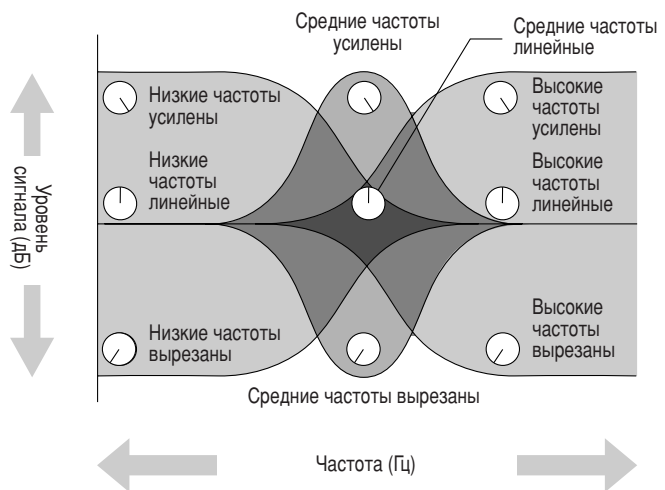 Средние частоты
усилены
Средние частоты
линейные
Низкие частоты
усилены
Высокие
частоты
усилены
Низкие
частоты
линейные
Высокие
частоты
линейные
Уровень
сигнала (дБ)
Низкие частоты
вырезаны
Высокие
частоты
вырезаны
Средние частоты вырезаны
Частота (Гц)